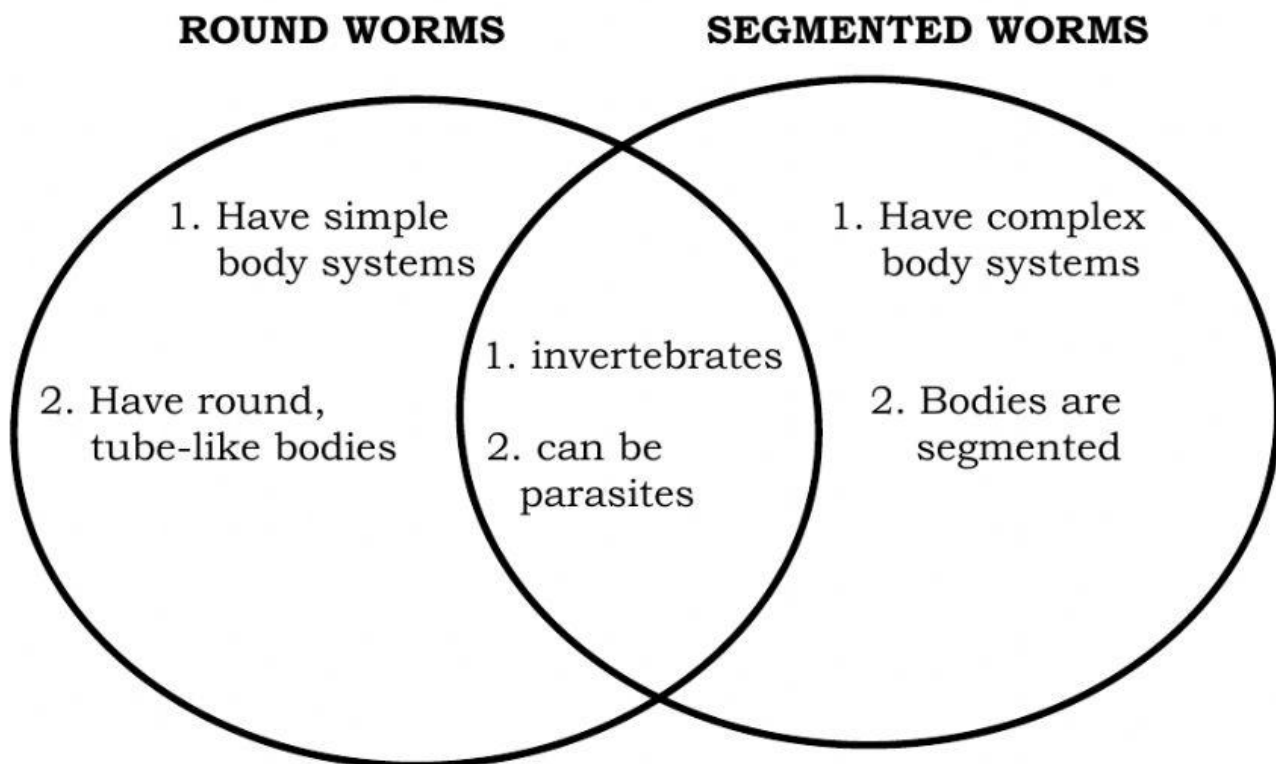 ROUND WORMS
SEGMENTED WORMS
1. Have simple
body systems
2. Have round,
tube-like bodies
1. invertebrates
2. can be
parasites
1. Have complex
body systems
2. Bodies are
segmented